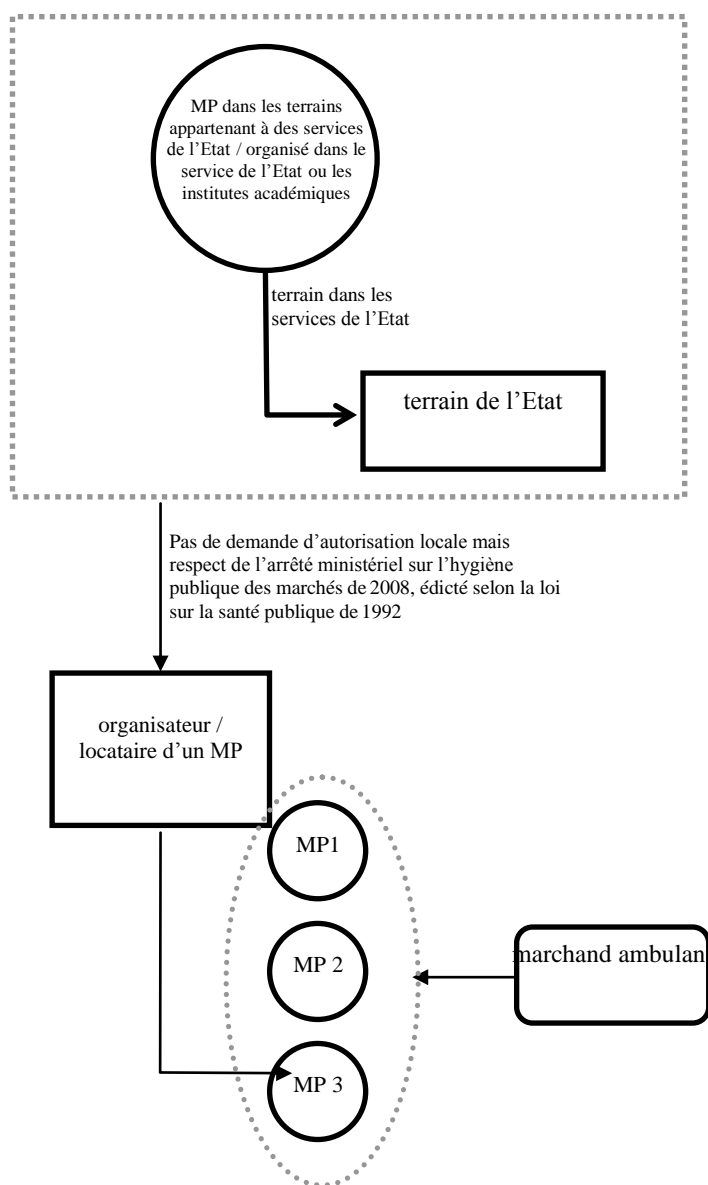 MP dans les terrains
appartenant à des services
de l'Etat / organisé dans le
service de l'Etat ou les
institutes académiques
terrain dans les
services de l'Etat
terrain de l'Etat
Pas de demande d'autorisation locale mais
respect de l'arrêté ministériel sur l'hygiène
publique des marchés de 2008, édicté selon la loi
sur la santé publique de 1992
organisateur /
locataire d'un MP
MP1
MP 2
marchand ambulan
MP 3